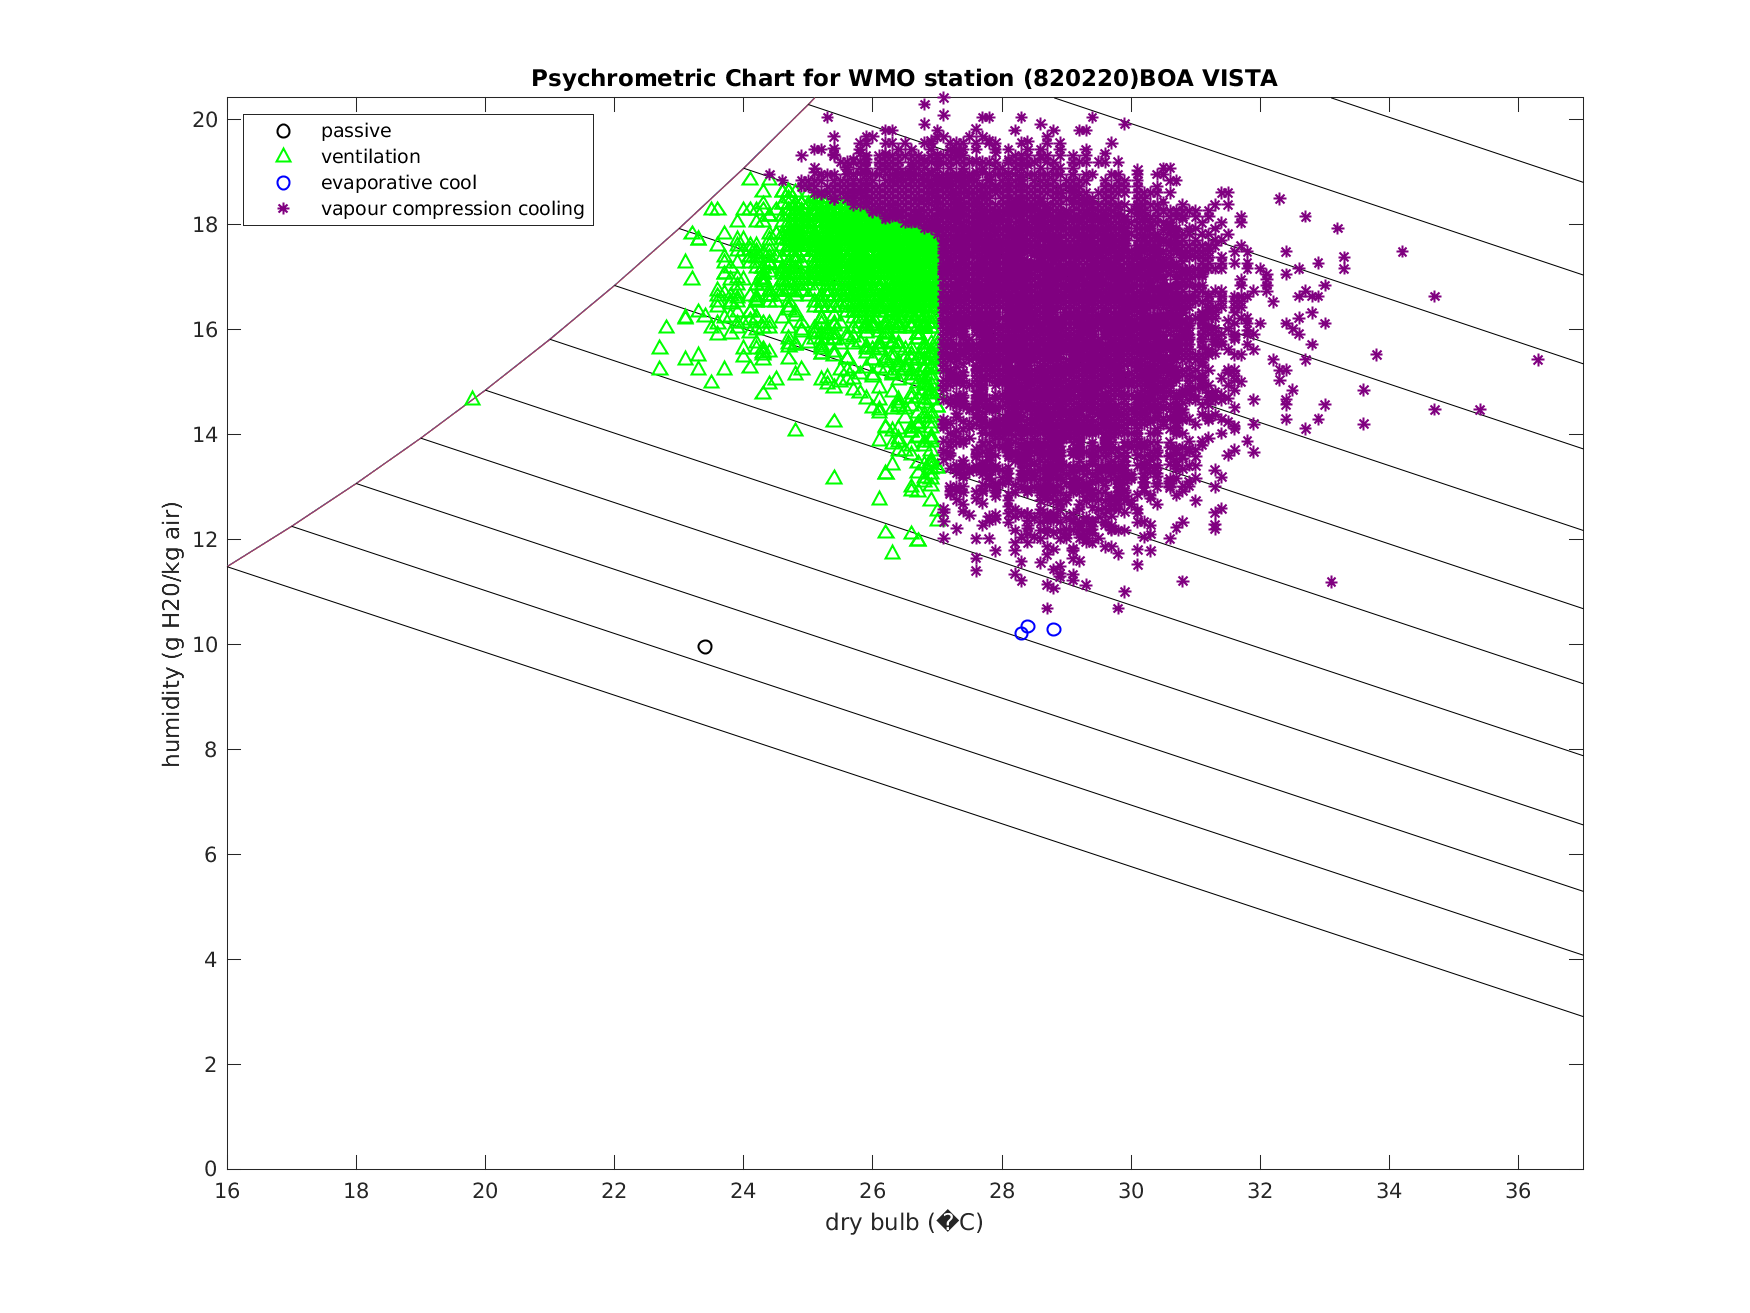 Psychrometric Chart for WMO station (820220)BOA VISTA
passive
ventilation
evaporative cool
vapour compression cooling
humidity (g H20/kg air)
20
18
16
14
12
10
8
6
4
2
0
16 18 20 22 24 26 28 30 32 34 36
dry bulb (�C)